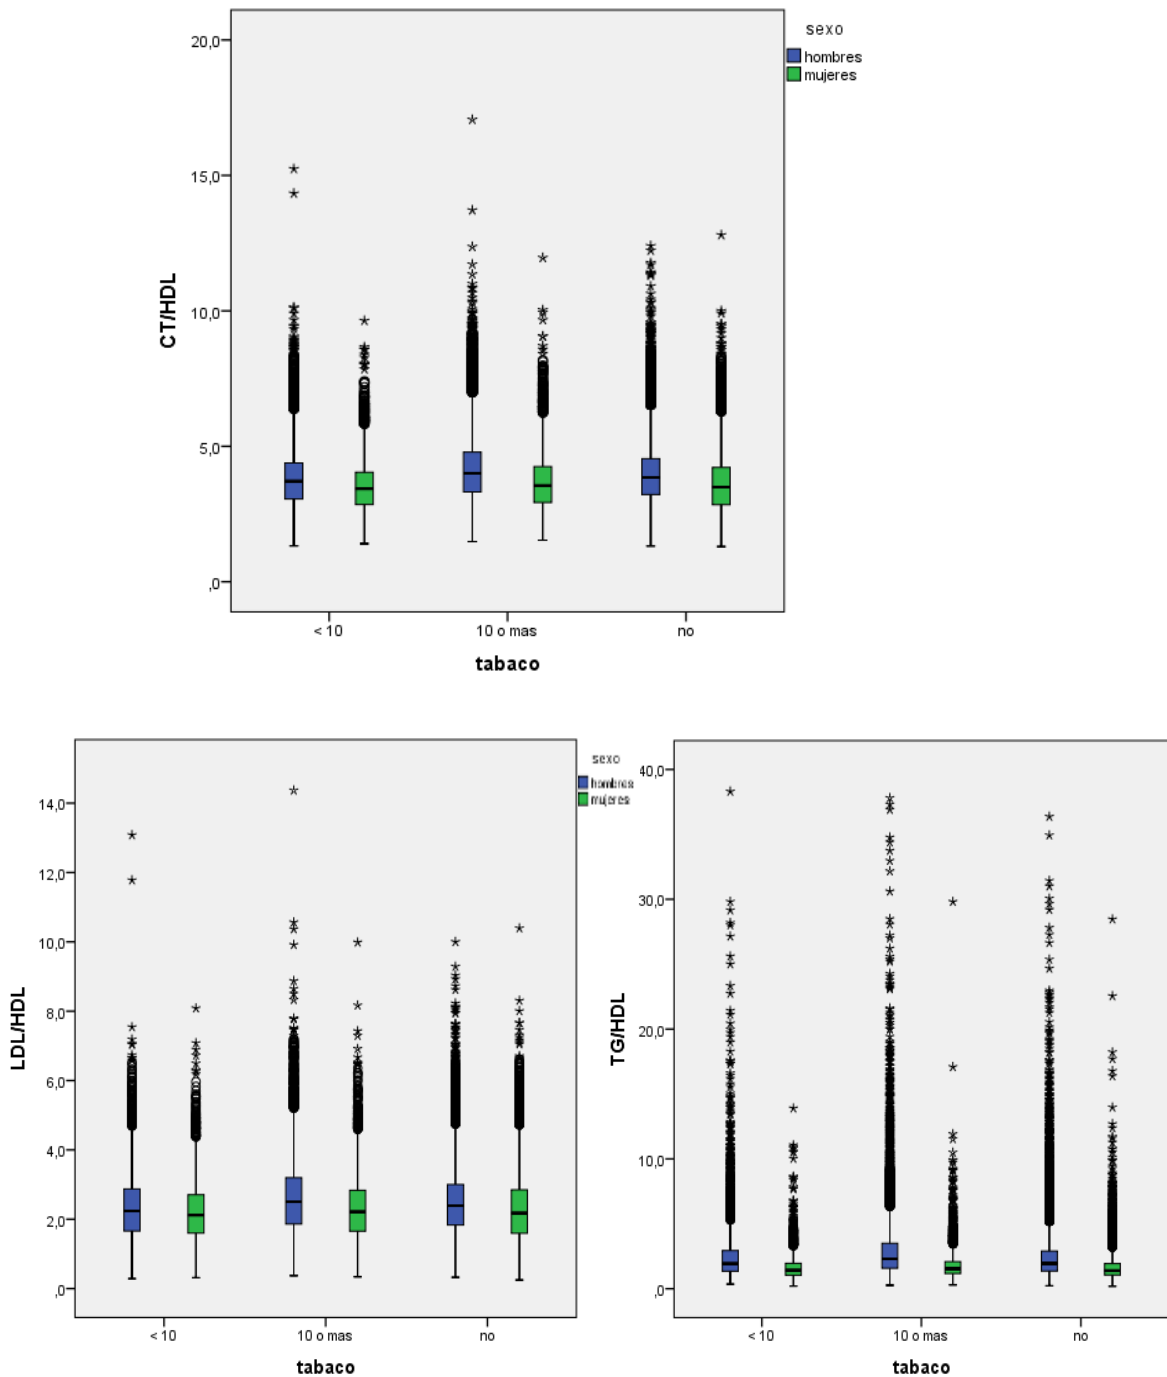 sexo
hombres
mujeres
20,0
15,0
10,0
5,0
,0
CT/HDL
< 10
10 o mas
no
tabaco
sexo
hombres
mujeres
14,0
12,0
10,0
8,0
6,0
4,0
2,0
,0
LDL/HDL
< 10
10 o mas
no
tabaco
40,0
30,0
20,0
10,0
,0
TG/HDL
< 10
10 o mas
no
tabaco